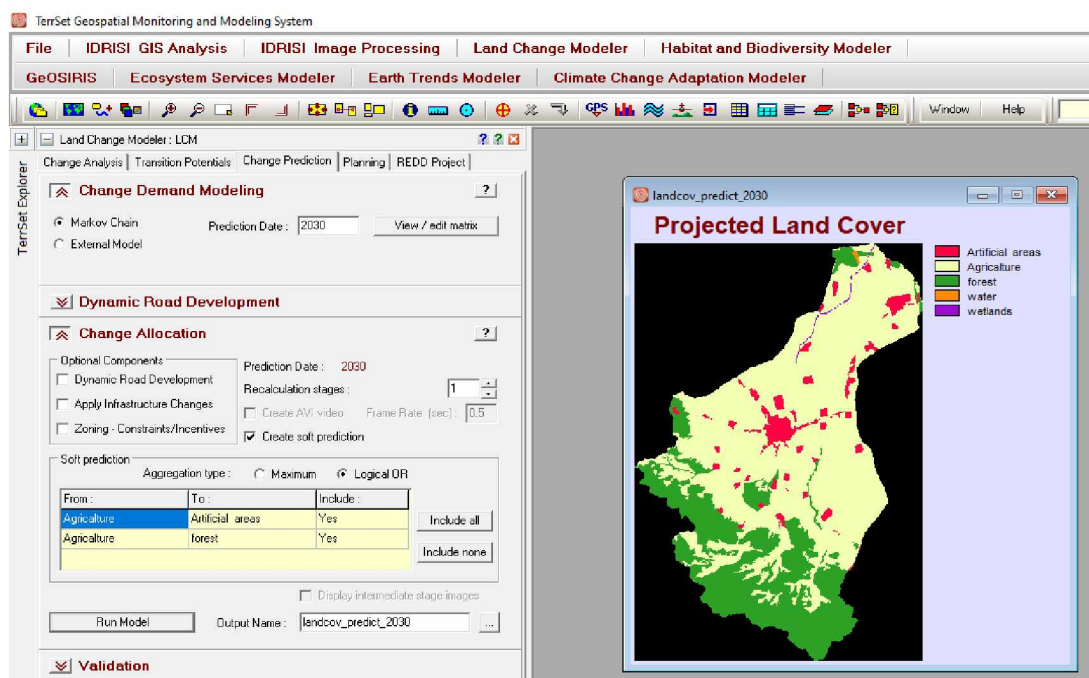 TerrSet Geospatial Monitoring and Modeling System
File IDRISI GIS Analysis IDRISI Image Processing Land Change Modeler Habitat and Biodiversity Modeler
GeOSIRIS Ecosystem Services Modeler Earth Trends Modeler Climate Change Adaptation Modeler
GPS Window Help
Land Change Modeler : LCM ? ?
TerrSet Explorer
Change Analysis Transition Potentials Change Prediction Planning REDD Project
Change Demand Modeling ?
Markov Chain Prediction Date : 2030 View / edit matrix
External Model
Dynamic Road Development
Change Allocation ?
Optional Components
Dynamic Road Development
Apply Infrastructure Changes
Zoning - Constraints/Incentives
Prediction Date : 2030
Recalculation stages : 1
Create AVI video Frame Rate (sec) : 0.5
Create soft prediction
Soft prediction
Aggregation type : Maximum Logical OR
From : To : Include :
Agriculture Artificial areas Yes Include all
Agriculture forest Yes
Include none
Display intermediate stage images
Run Model Output Name : landcov_predict_2030 ...
Validation
landcov_predict_2030
Projected Land Cover
Artificial areas
Agriculture
forest
water
wetlands